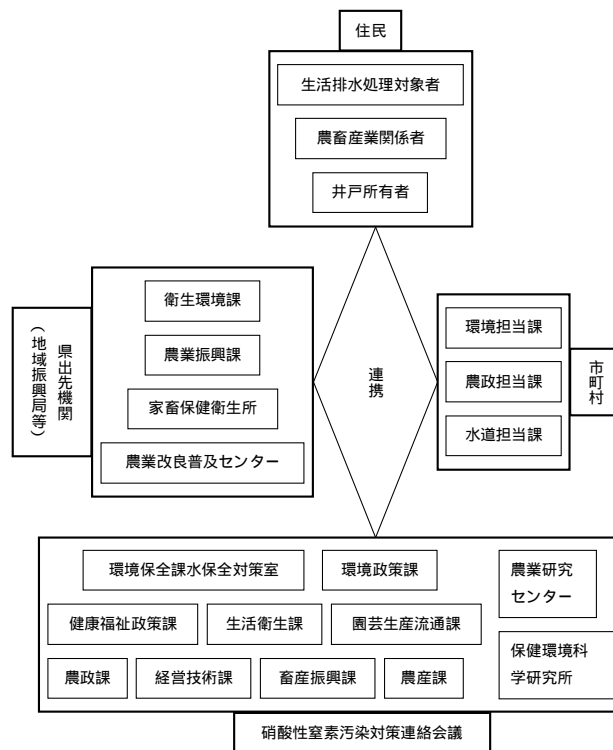 住民
生活排水処理対象者
農畜産業関係者
井戸所有者
県出先機関
(地域振興局等)
衛生環境課
農業振興課
家畜保健衛生所
農業改良普及センター
連携
環境担当課
農政担当課
水道担当課
市町村
環境保全課水保全対策室
環境政策課
農業研究
センター
健康福祉政策課
生活衛生課
園芸生産流通課
保健環境科
学研究所
農政課
経営技術課
畜産振興課
農産課
硝酸性窒素汚染対策連絡会議